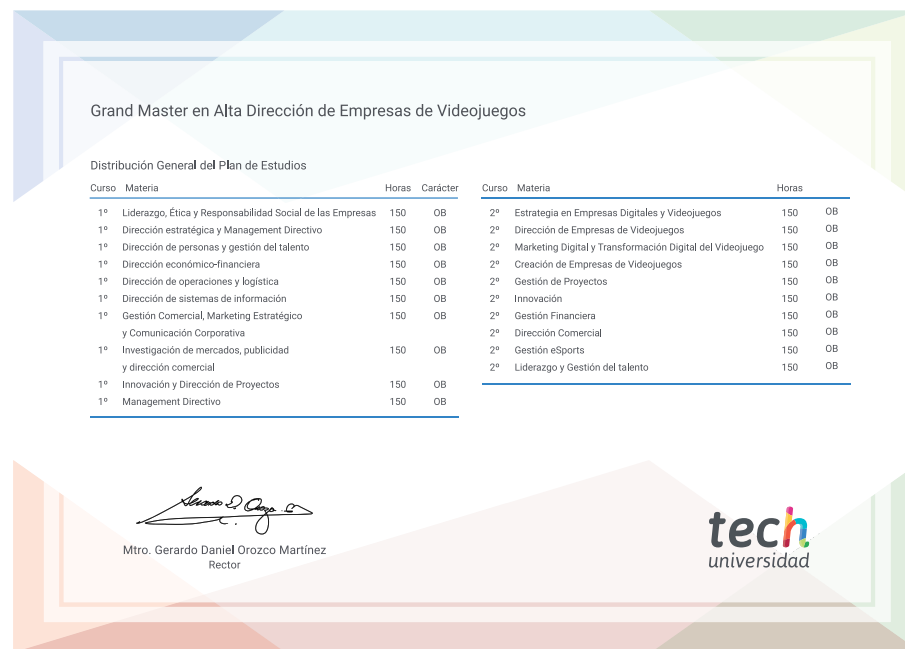 Grand Master en Alta Dirección de Empresas de Videojuegos
Distribución General del Plan de Estudios
Curso Materia Horas Carácter
1º Liderazgo, Ética y Responsabilidad Social de las Empresas 150 OB
1º Dirección estratégica y Management Directivo 150 OB
1º Dirección de personas y gestión del talento 150 OB
1º Dirección económico-financiera 150 OB
1º Dirección de operaciones y logística 150 OB
1º Dirección de sistemas de información 150 OB
1º Gestión Comercial, Marketing Estratégico 150 OB
y Comunicación Corporativa
1º Investigación de mercados, publicidad 150 OB
y dirección comercial
1º Innovación y Dirección de Proyectos 150 OB
1º Management Directivo 150 OB
Curso Materia Horas
2º Estrategia en Empresas Digitales y Videojuegos 150 OB
2º Dirección de Empresas de Videojuegos 150 OB
2º Marketing Digital y Transformación Digital del Videojuego 150 OB
2º Creación de Empresas de Videojuegos 150 OB
2º Gestión de Proyectos 150 OB
2º Innovación 150 OB
2º Gestión Financiera 150 OB
2º Dirección Comercial 150 OB
2º Gestión eSports 150 OB
2º Liderazgo y Gestión del talento 150 OB
Mtro. Gerardo Daniel Orozco Martínez
Rector
tech
universidad